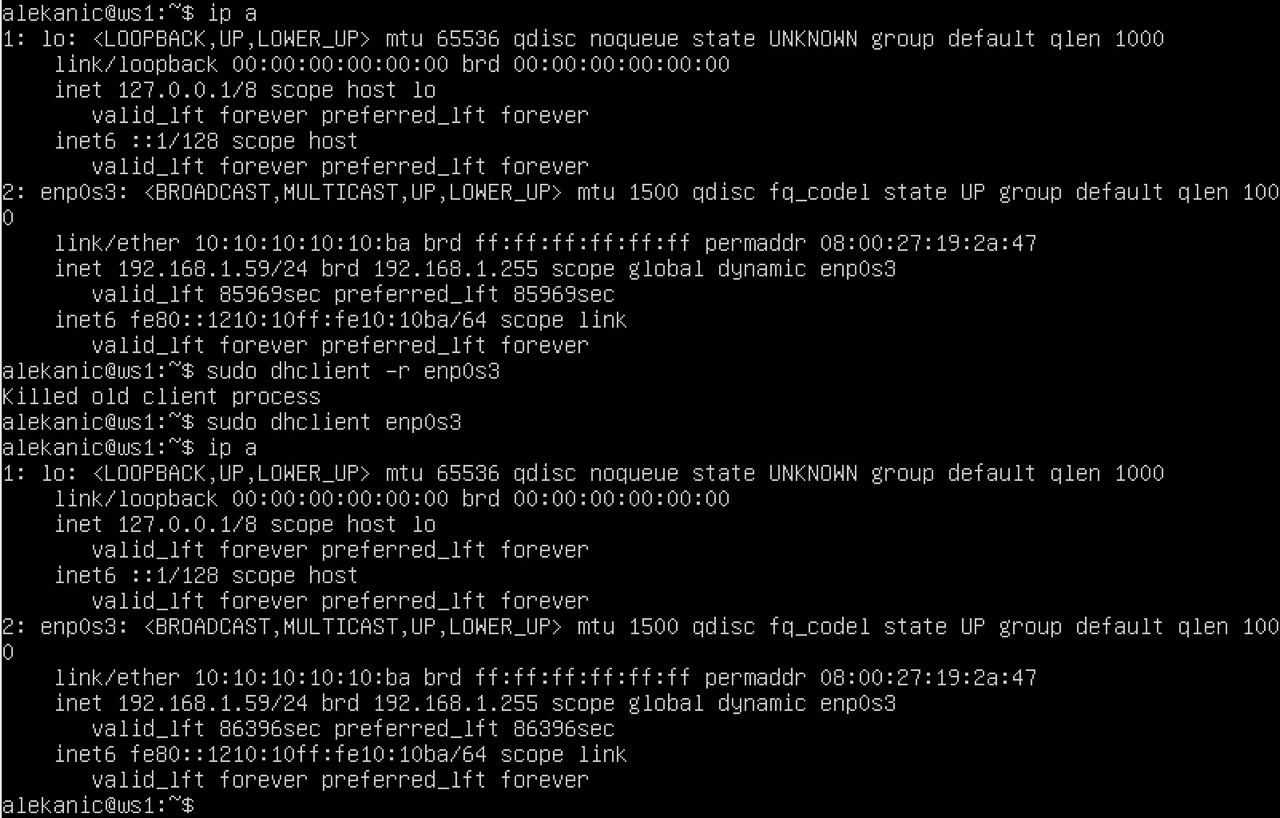 alekanic@ws1:~$ ip a
1: lo: <LOOPBACK,UP,LOWER_UP> mtu 65536 qdisc noqueue state UNKNOWN group default qlen 1000
    link/loopback 00:00:00:00:00:00 brd 00:00:00:00:00:00
    inet 127.0.0.1/8 scope host lo
       valid_lft forever preferred_lft forever
    inet6 ::1/128 scope host
       valid_lft forever preferred_lft forever
2: enp0s3: <BROADCAST,MULTICAST,UP,LOWER_UP> mtu 1500 qdisc fq_codel state UP group default qlen 100
0
    link/ether 10:10:10:10:10:ba brd ff:ff:ff:ff:ff:ff permaddr 08:00:27:19:2a:47
    inet 192.168.1.59/24 brd 192.168.1.255 scope global dynamic enp0s3
       valid_lft 85969sec preferred_lft 85969sec
    inet6 fe80::1210:10ff:fe10:10ba/64 scope link
       valid_lft forever preferred_lft forever
alekanic@ws1:~$ sudo dhclient -r enp0s3
Killed old client process
alekanic@ws1:~$ sudo dhclient enp0s3
alekanic@ws1:~$ ip a
1: lo: <LOOPBACK,UP,LOWER_UP> mtu 65536 qdisc noqueue state UNKNOWN group default qlen 1000
    link/loopback 00:00:00:00:00:00 brd 00:00:00:00:00:00
    inet 127.0.0.1/8 scope host lo
       valid_lft forever preferred_lft forever
    inet6 ::1/128 scope host
       valid_lft forever preferred_lft forever
2: enp0s3: <BROADCAST,MULTICAST,UP,LOWER_UP> mtu 1500 qdisc fq_codel state UP group default qlen 100
0
    link/ether 10:10:10:10:10:ba brd ff:ff:ff:ff:ff:ff permaddr 08:00:27:19:2a:47
    inet 192.168.1.59/24 brd 192.168.1.255 scope global dynamic enp0s3
       valid_lft 86396sec preferred_lft 86396sec
    inet6 fe80::1210:10ff:fe10:10ba/64 scope link
       valid_lft forever preferred_lft forever
alekanic@ws1:~$